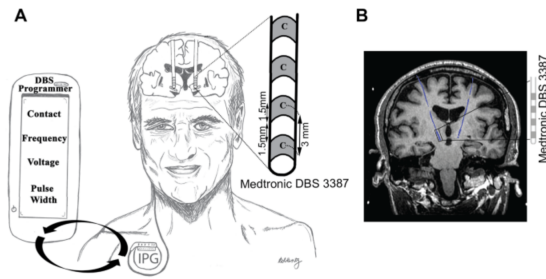 A
DBS
Programmer
Contact
Frequency
Voltage
Pulse
Width
IPG
C
C
C
C
1.5mm
1.5mm
3 mm
Medtronic DBS 3387
B
Medtronic DBS 3387